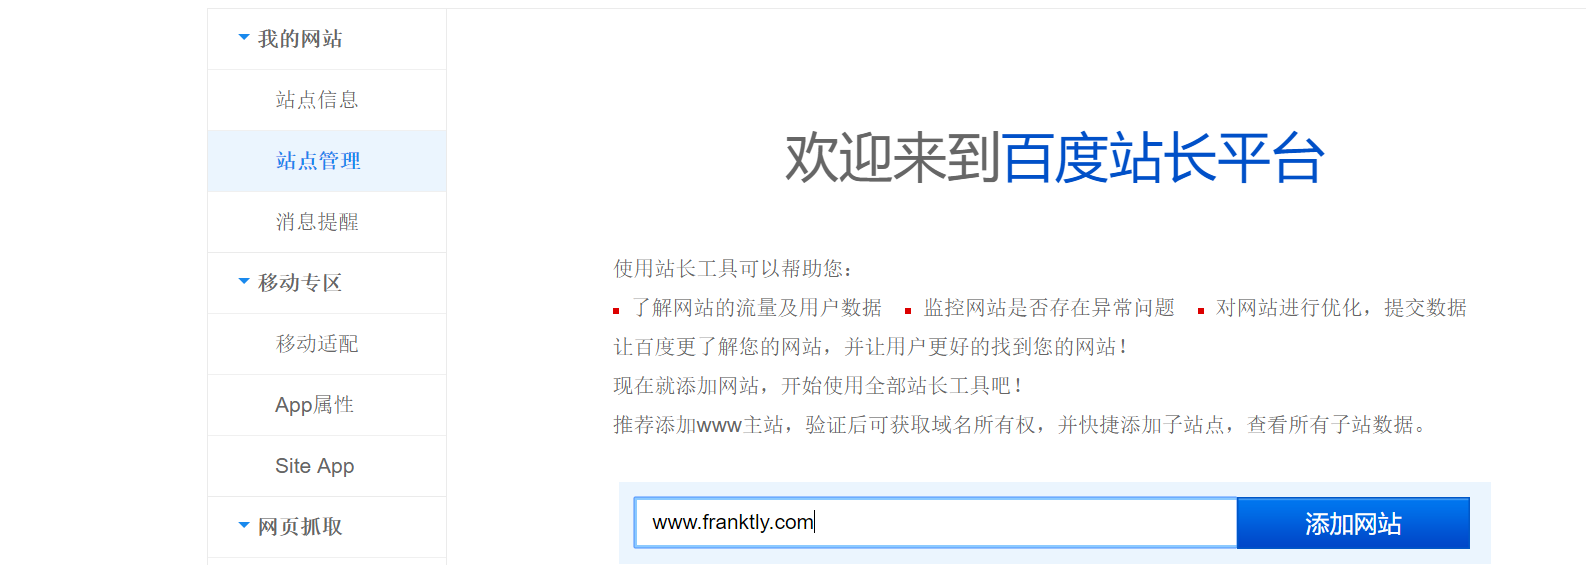 我的网站
站点信息
站点管理
消息提醒
移动专区
移动适配
App属性
Site App
网页抓取
欢迎来到百度站长平台
使用站长工具可以帮助您：
了解网站的流量及用户数据 监控网站是否存在异常问题 对网站进行优化，提交数据
让百度更了解您的网站，并让用户更好的找到您的网站！
现在就添加网站，开始使用全部站长工具吧！
推荐添加www主站，验证后可获取域名所有权，并快捷添加子站点，查看所有子站数据。
www.franktly.com 添加网站